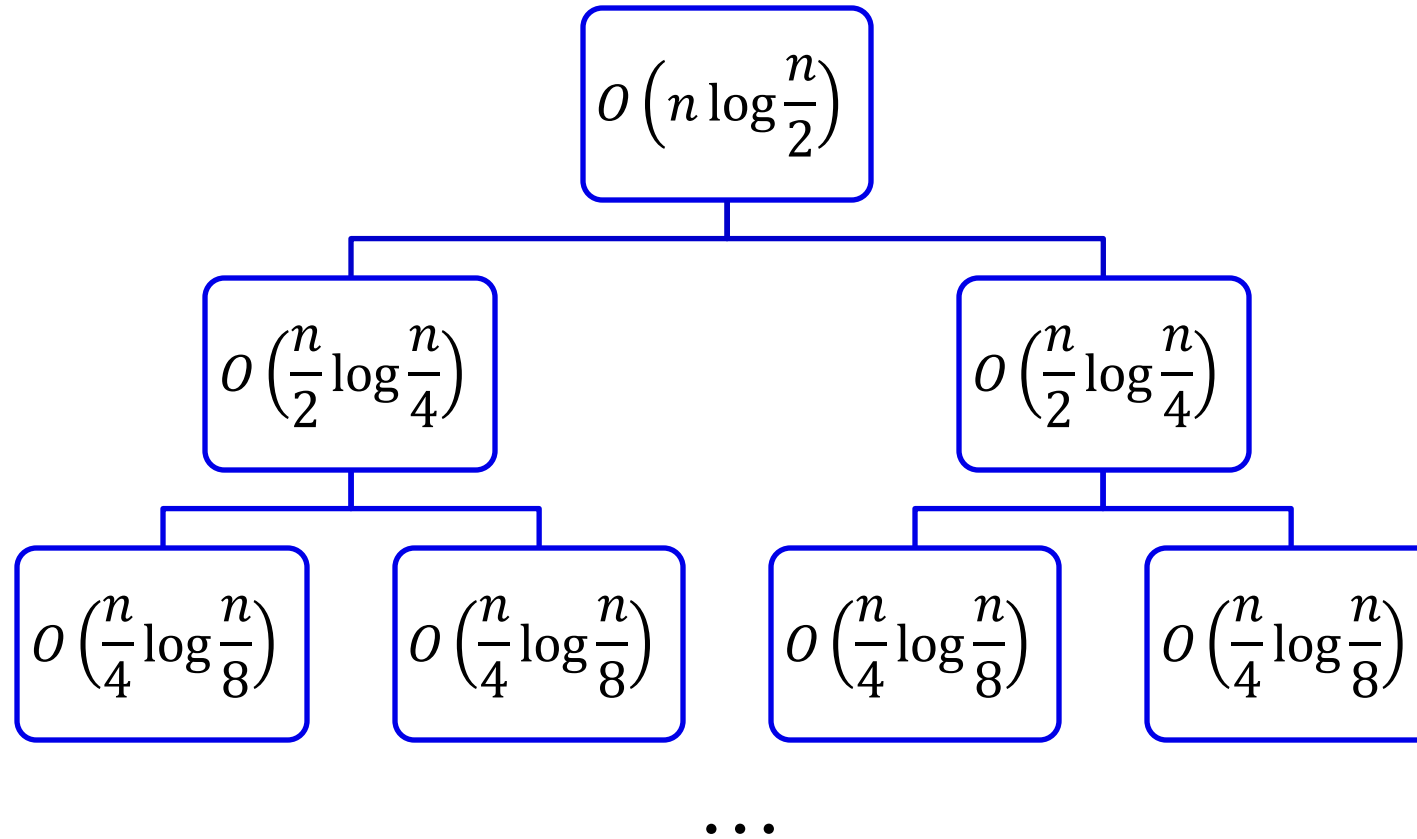 O(n log n/2)
O(n/2 log n/4) O(n/2 log n/4)
O(n/4 log n/8) O(n/4 log n/8) O(n/4 log n/8) O(n/4 log n/8)
...